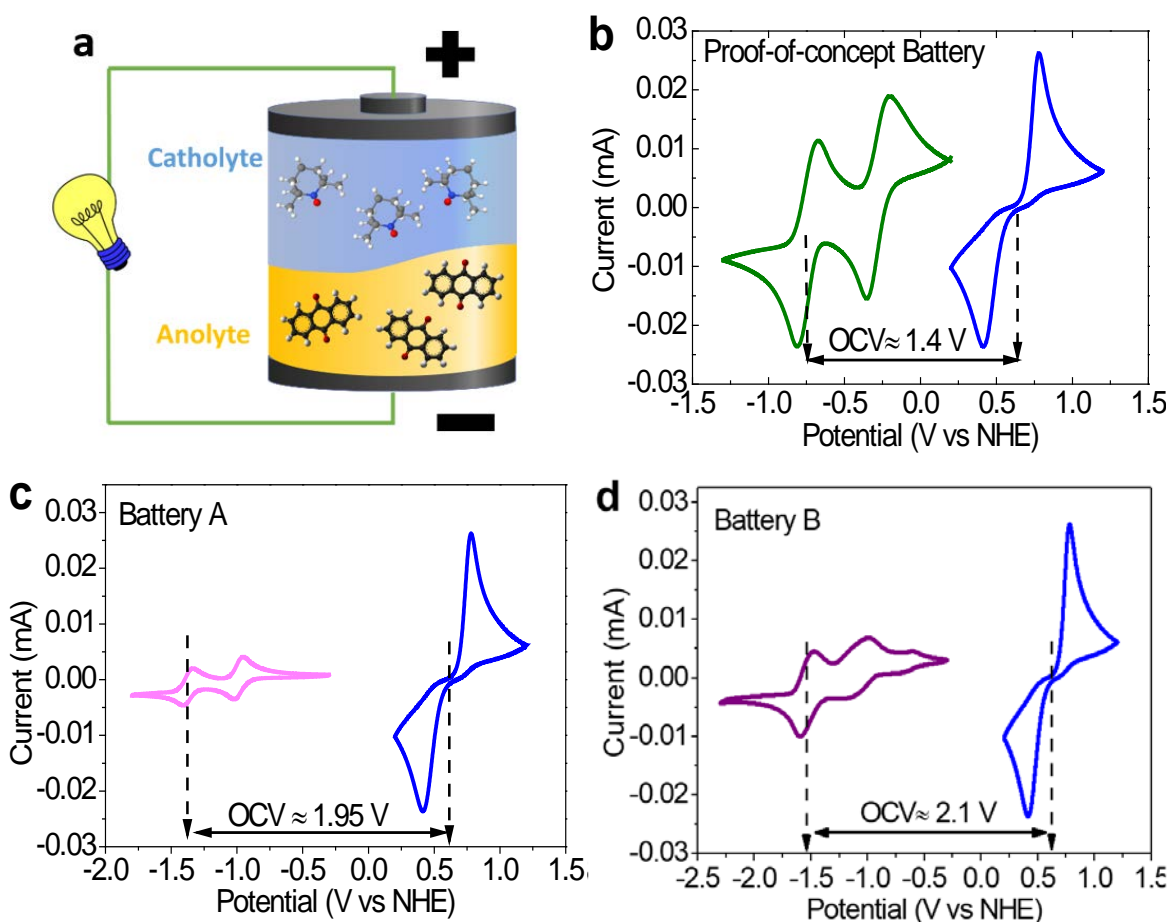 a
+
Catholyte
Anolyte
−
b
Proof-of-concept Battery
0.03
0.02
0.01
0.00
-0.01
-0.02
-0.03
Current (mA)
OCV≈ 1.4 V
-1.5 -1.0 -0.5 0.0 0.5 1.0 1.5
Potential (V vs NHE)
c
Battery A
0.03
0.02
0.01
0.00
-0.01
-0.02
-0.03
Current (mA)
OCV ≈ 1.95 V
-2.0 -1.5 -1.0 -0.5 0.0 0.5 1.0 1.5
Potential (V vs NHE)
d
Battery B
0.03
0.02
0.01
0.00
-0.01
-0.02
-0.03
Current (mA)
OCV≈ 2.1 V
-2.5 -2.0 -1.5 -1.0 -0.5 0.0 0.5 1.0 1.5
Potential (V vs NHE)